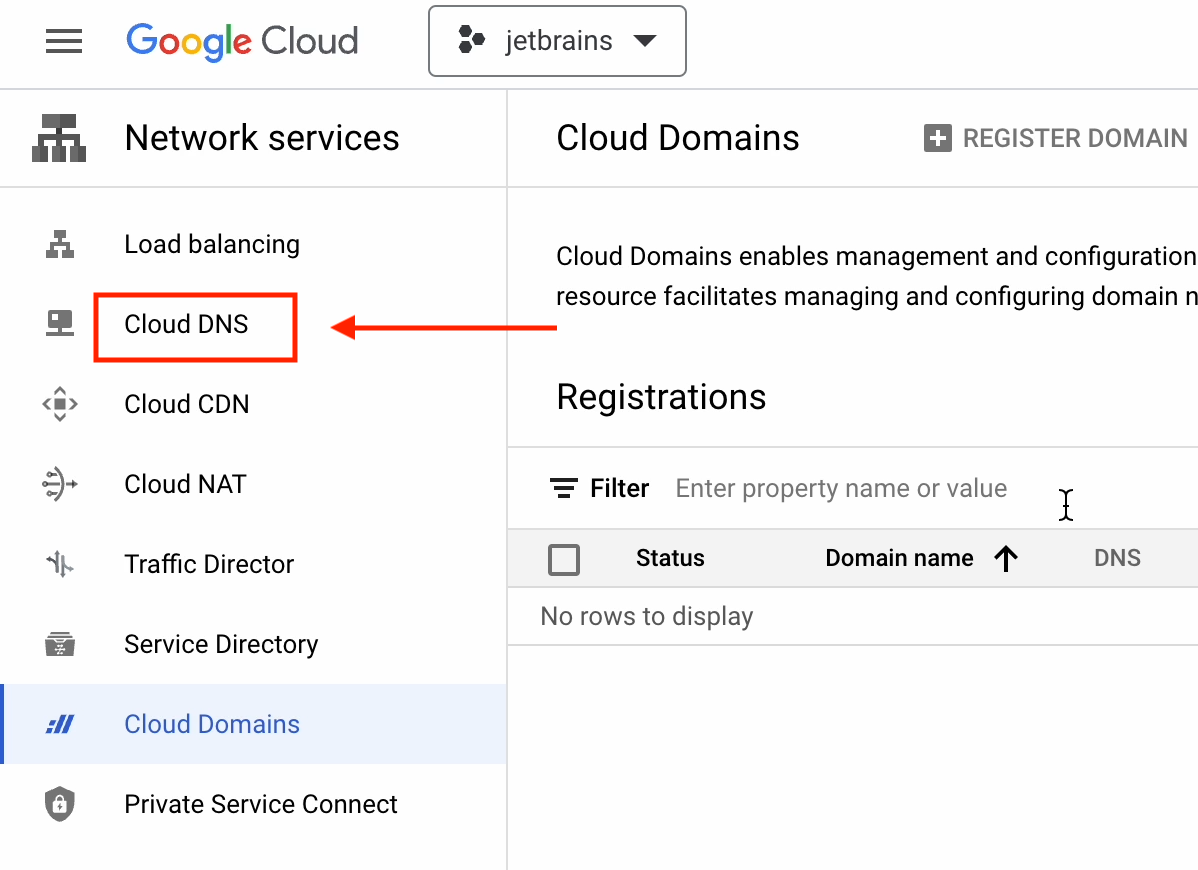 Google Cloud
jetbrains
Network services
Cloud Domains
REGISTER DOMAIN
Load balancing
Cloud DNS
Cloud CDN
Cloud NAT
Traffic Director
Service Directory
Cloud Domains
Private Service Connect
Cloud Domains enables management and configuration
resource facilitates managing and configuring domain n
Registrations
Filter Enter property name or value
Status Domain name DNS
No rows to display